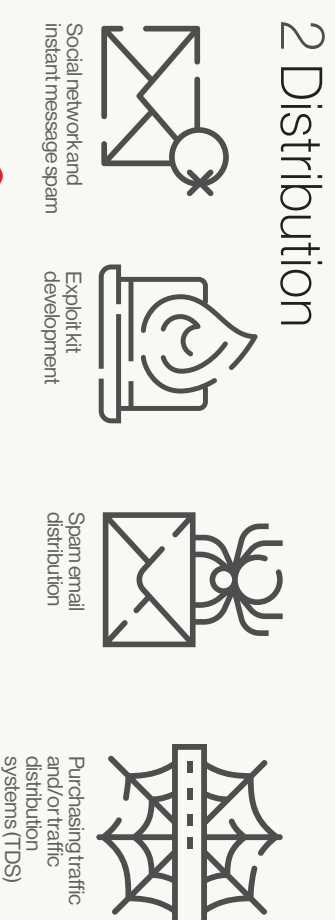 2 Distribution
Social network and
instant message spam
Exploit kit
development
Spam email
distribution
Purchasing traffic
and/or traffic
distribution
systems (TDS)